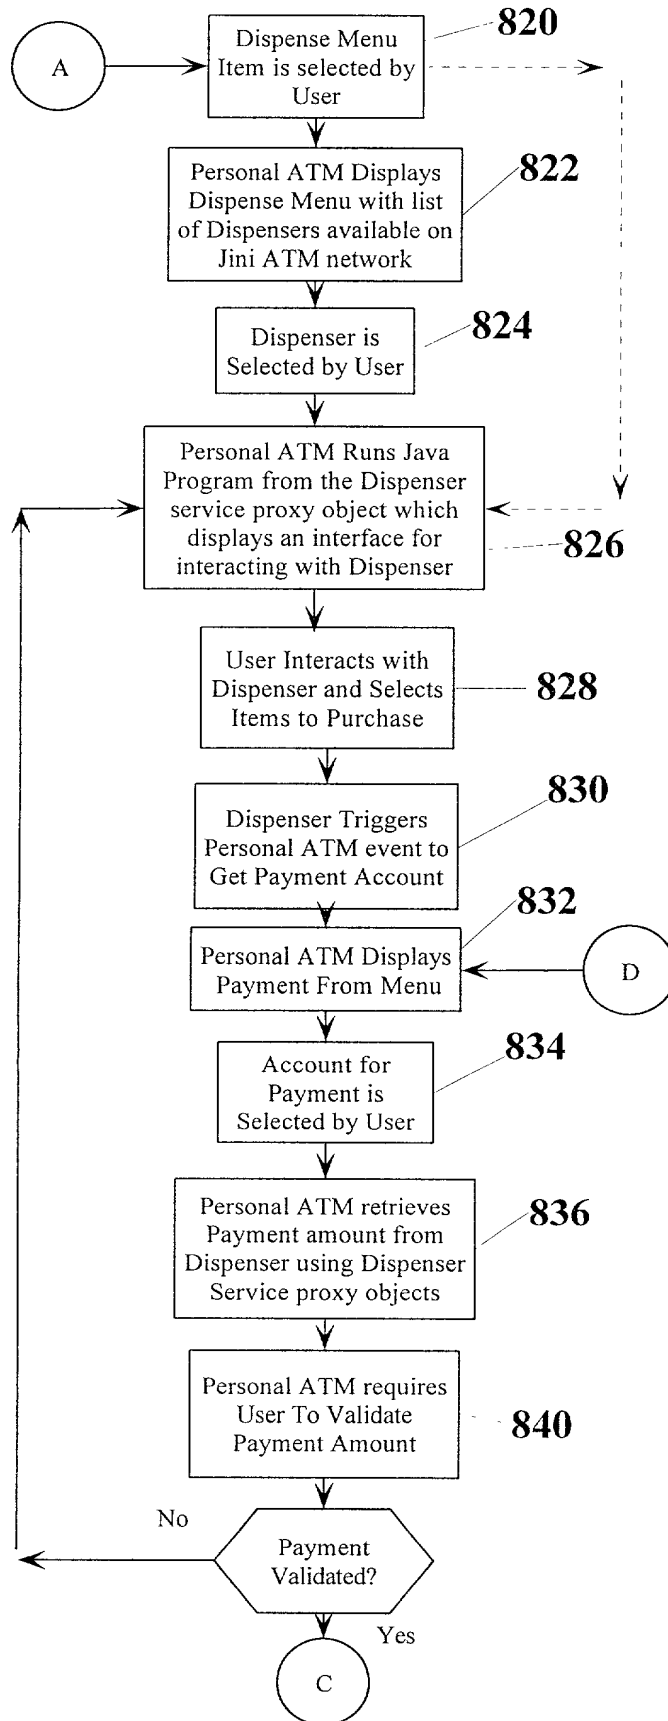 820
Dispense Menu
Item is selected by
User
A
822
Personal ATM Displays
Dispense Menu with list
of Dispensers available on
Jini ATM network
824
Dispenser is
Selected by User
Personal ATM Runs Java
Program from the Dispenser
service proxy object which
displays an interface for
interacting with Dispenser
826
User Interacts with
Dispenser and Selects
Items to Purchase
828
830
Dispenser Triggers
Personal ATM event to
Get Payment Account
832
Personal ATM Displays
Payment From Menu
D
834
Account for
Payment is
Selected by User
Personal ATM retrieves
Payment amount from
Dispenser using Dispenser
Service proxy objects
836
Personal ATM requires
User To Validate
Payment Amount
840
No
Payment
Validated?
Yes
C